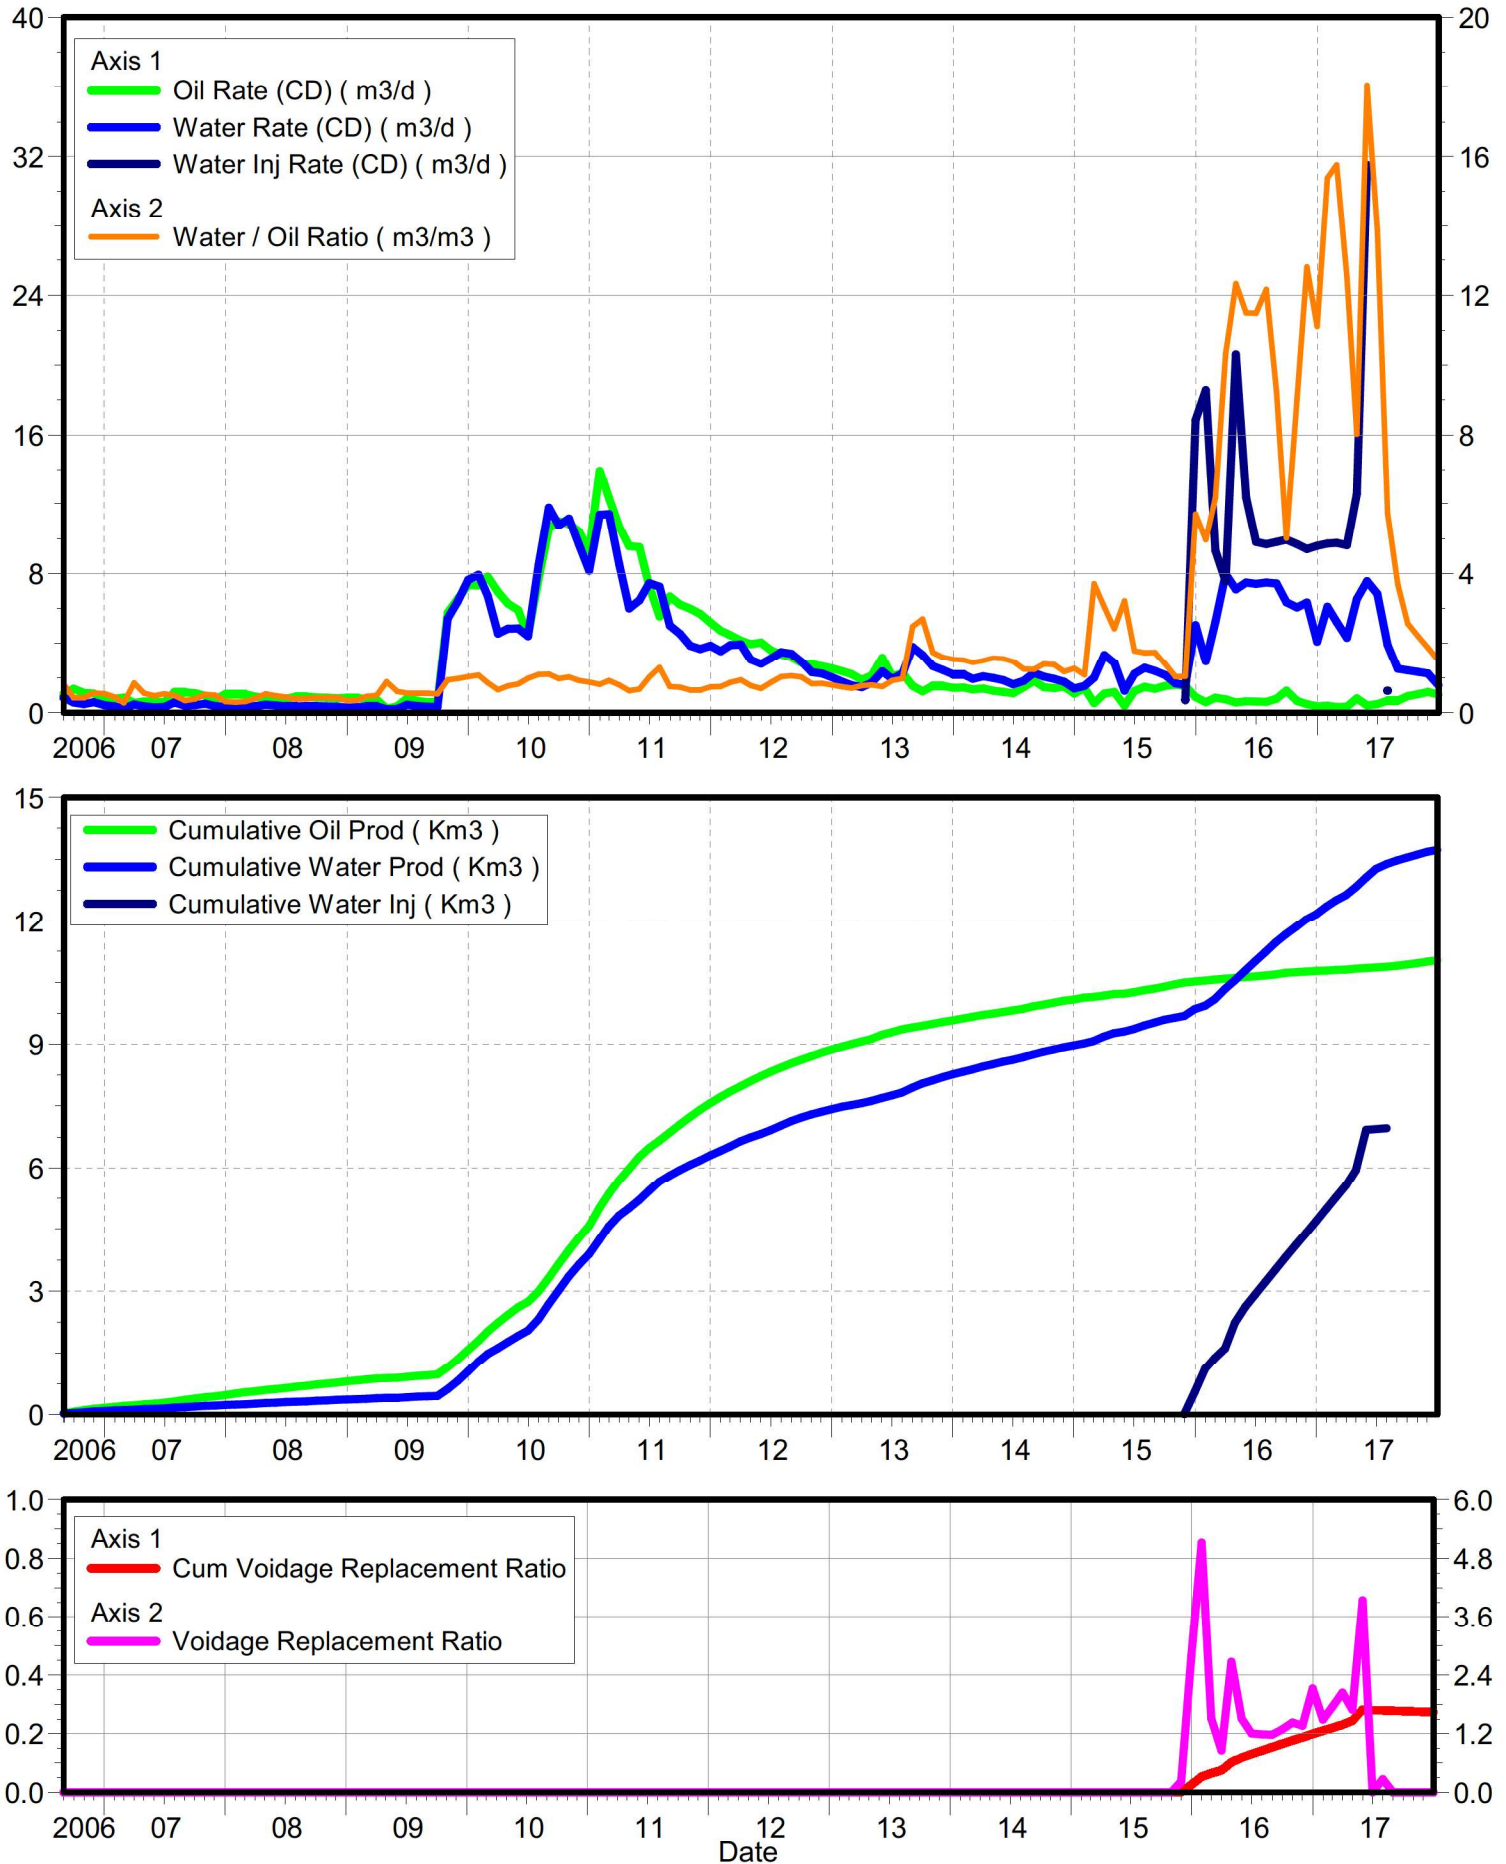 40
20
Axis 1
Oil Rate (CD) ( m3/d )
Water Rate (CD) ( m3/d )
Water Inj Rate (CD) ( m3/d )
Axis 2
Water / Oil Ratio ( m3/m3 )
32
16
24
12
16
8
8
4
0
0
2006 07 08 09 10 11 12 13 14 15 16 17
15
Cumulative Oil Prod ( Km3 )
Cumulative Water Prod ( Km3 )
Cumulative Water Inj ( Km3 )
12
9
6
3
0
2006 07 08 09 10 11 12 13 14 15 16 17
1.0
6.0
Axis 1
Cum Voidage Replacement Ratio
Axis 2
Voidage Replacement Ratio
0.8
4.8
0.6
3.6
0.4
2.4
0.2
1.2
0.0
0.0
2006 07 08 09 10 11 12 13 14 15 16 17
Date